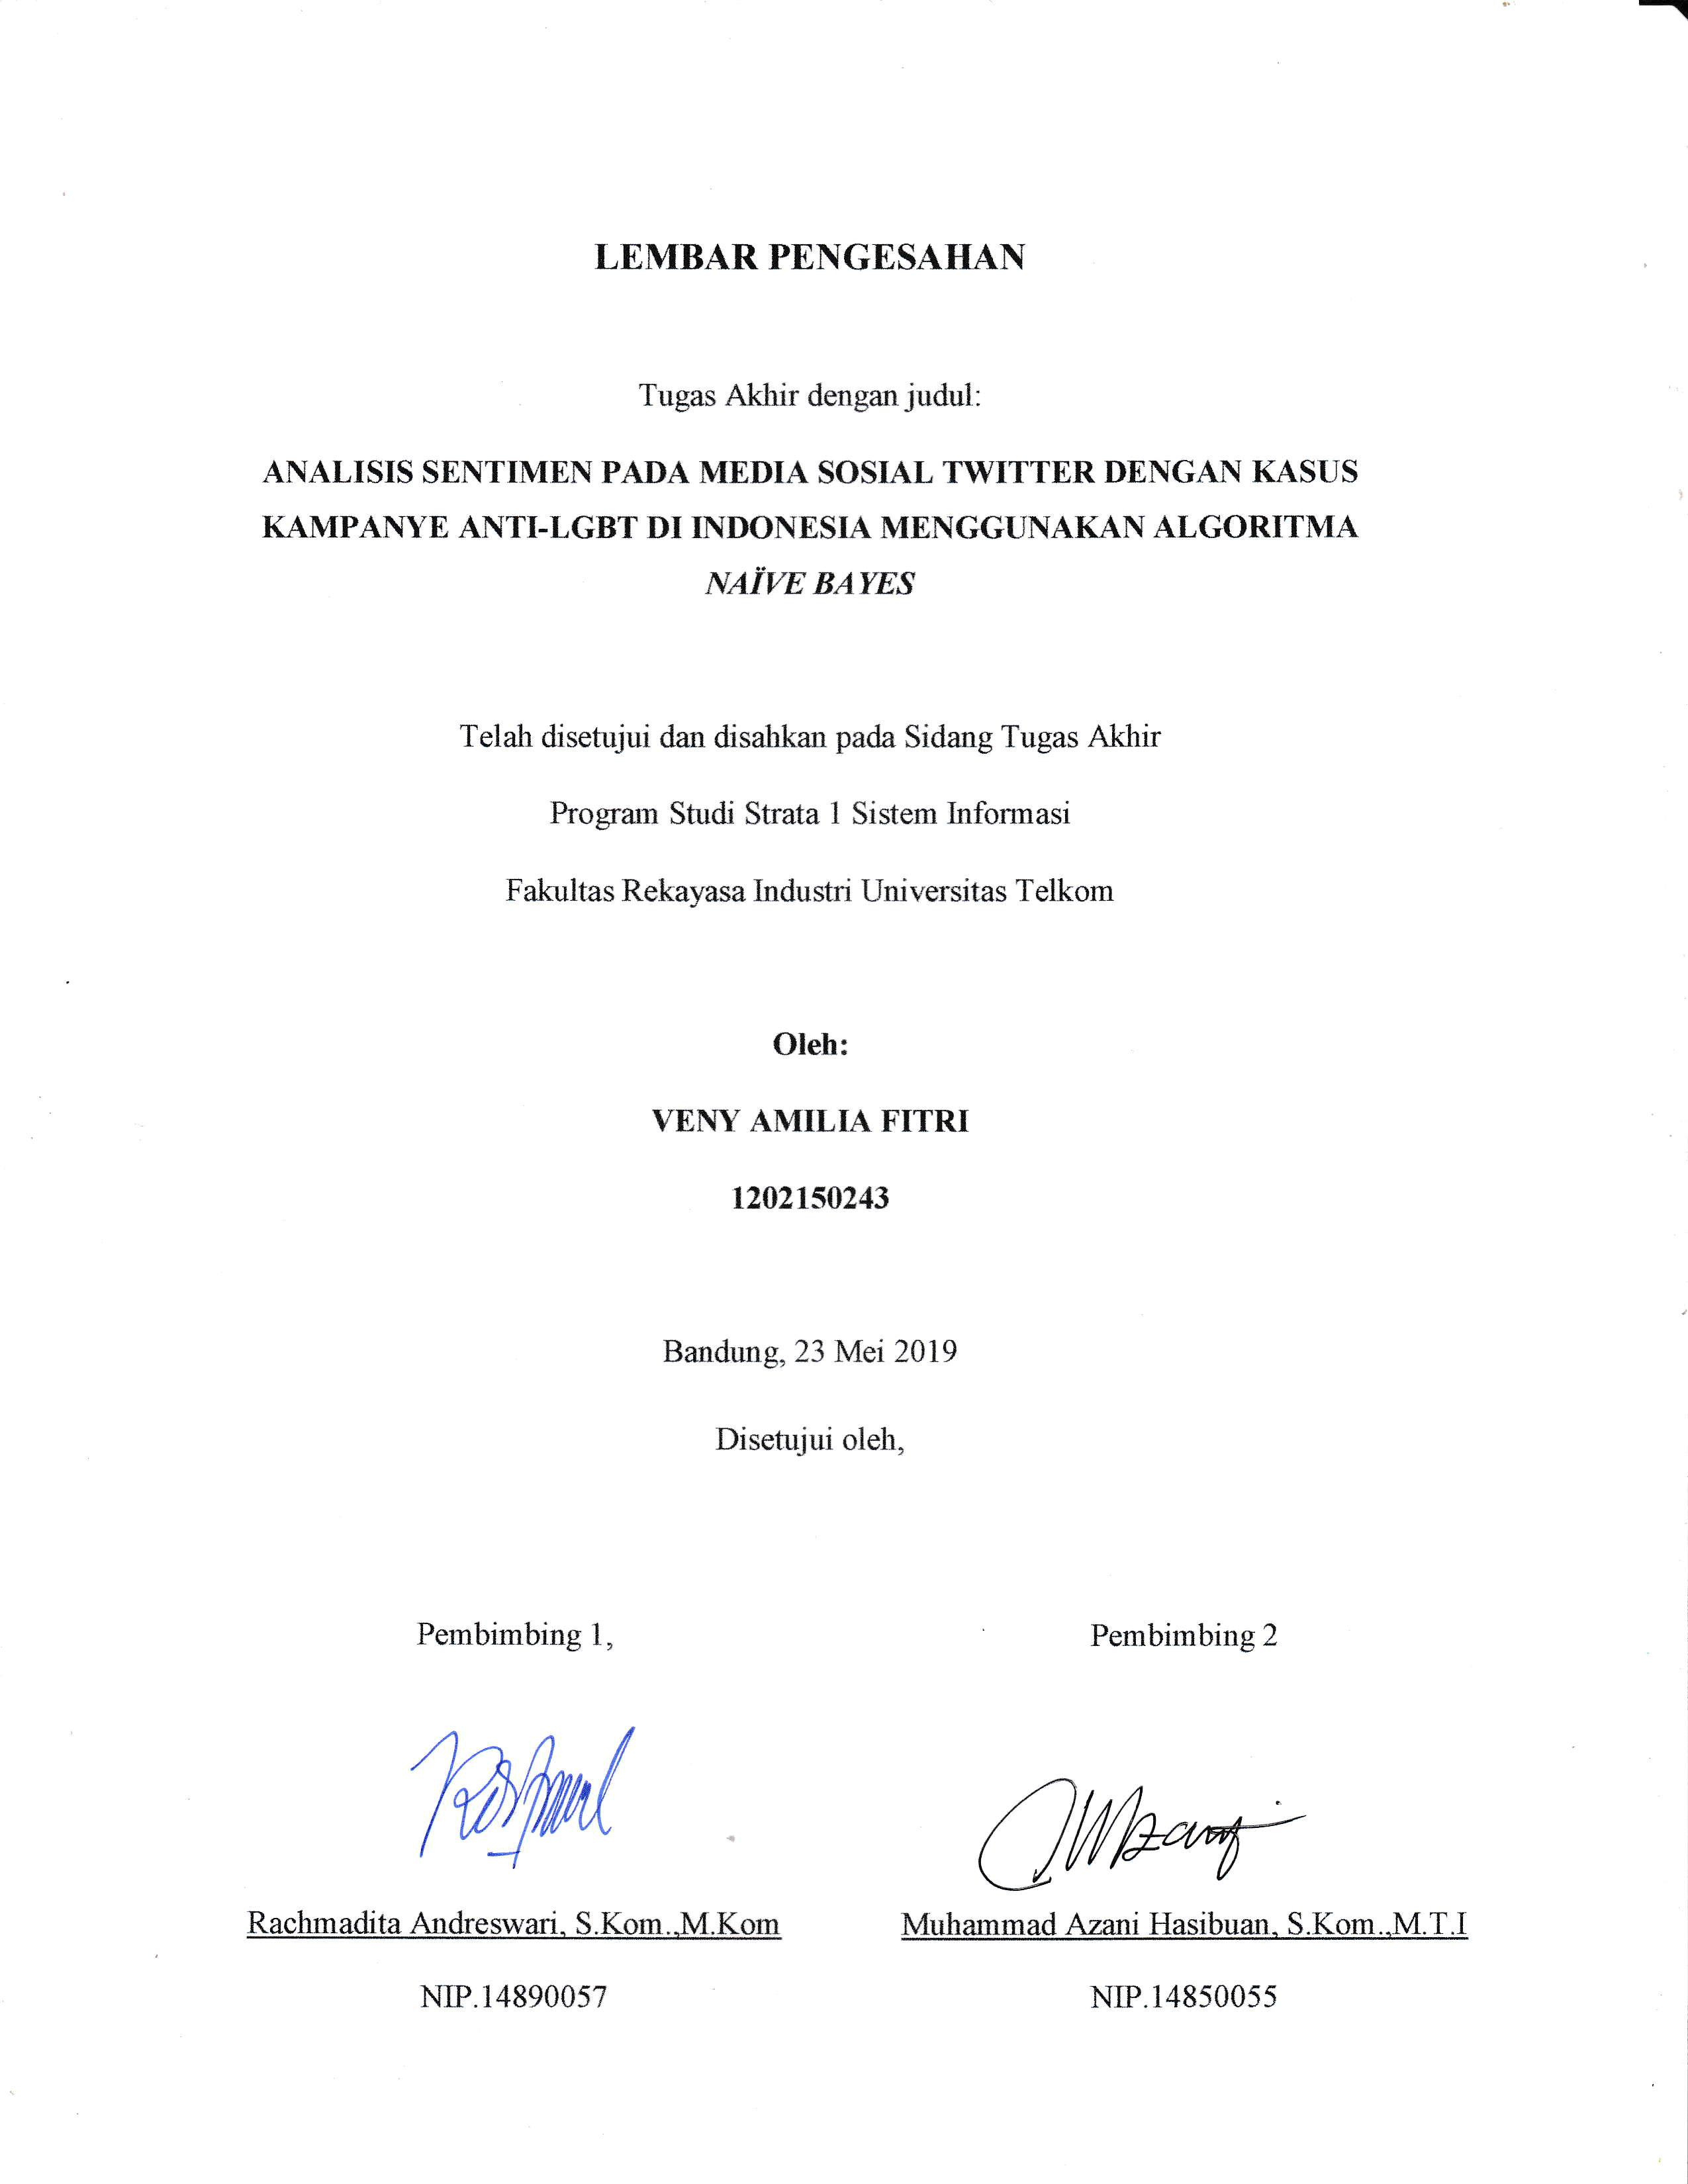 LEMBAR PENGESAHAN
Tugas Akhir dengan judul:
ANALISIS SENTIMEN PADA MEDIA SOSIAL TWITTER DENGAN KASUS
KAMPANYE ANTI-LGBT DI INDONESIA MENGGUNAKAN ALGORITMA
NAÏVE BAYES
Telah disetujui dan disahkan pada Sidang Tugas Akhir
Program Studi Strata 1 Sistem Informasi
Fakultas Rekayasa Industri Universitas Telkom
Oleh:
VENY AMILIA FITRI
1202150243
Bandung, 23 Mei 2019
Disetujui oleh,
Pembimbing 1,
Pembimbing 2
Rachmadita Andreswari, S.Kom.,M.Kom
Muhammad Azani Hasibuan, S.Kom.,M.T.I
NIP.14890057
NIP.14850055